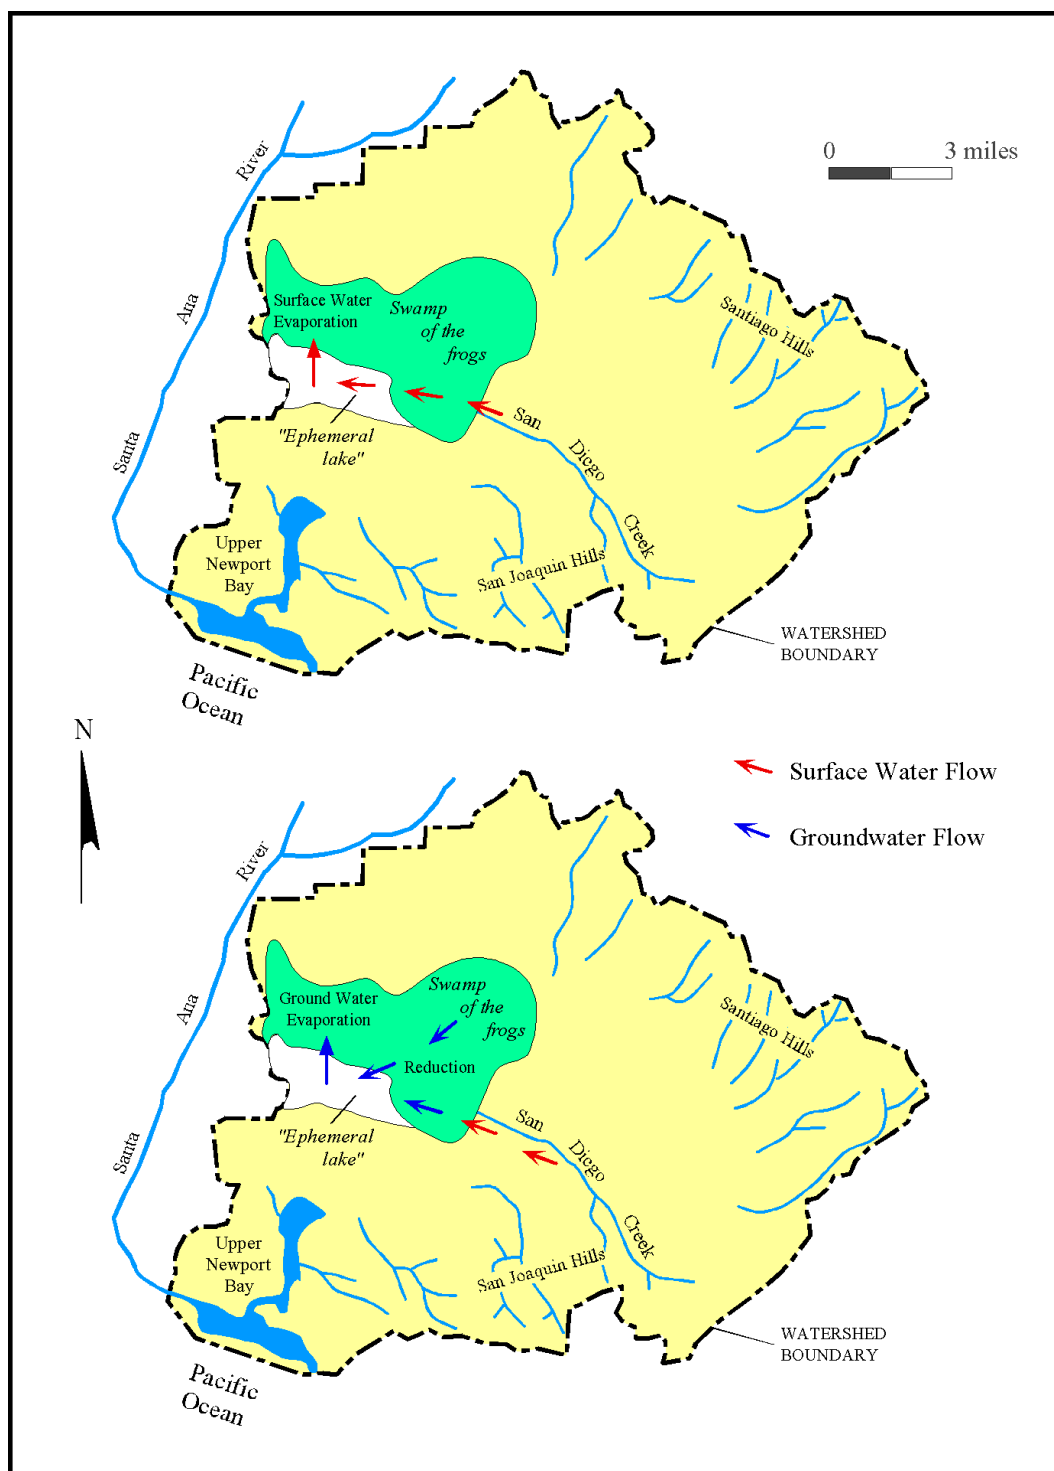 0 3 miles
River
Ana
Santa
Surface Water
Evaporation
Swamp
of the
frogs
Santiago Hills
"Ephemeral
lake"
San
Diego
Creek
Upper
Newport
Bay
San Joaquin Hills
WATERSHED
BOUNDARY
Pacific
Ocean
N
Surface Water Flow
Groundwater Flow
River
Ana
Santa
Ground Water
Evaporation
Swamp
of the
frogs
Reduction
Santiago Hills
"Ephemeral
lake"
San
Diego
Creek
Upper
Newport
Bay
San Joaquin Hills
WATERSHED
BOUNDARY
Pacific
Ocean